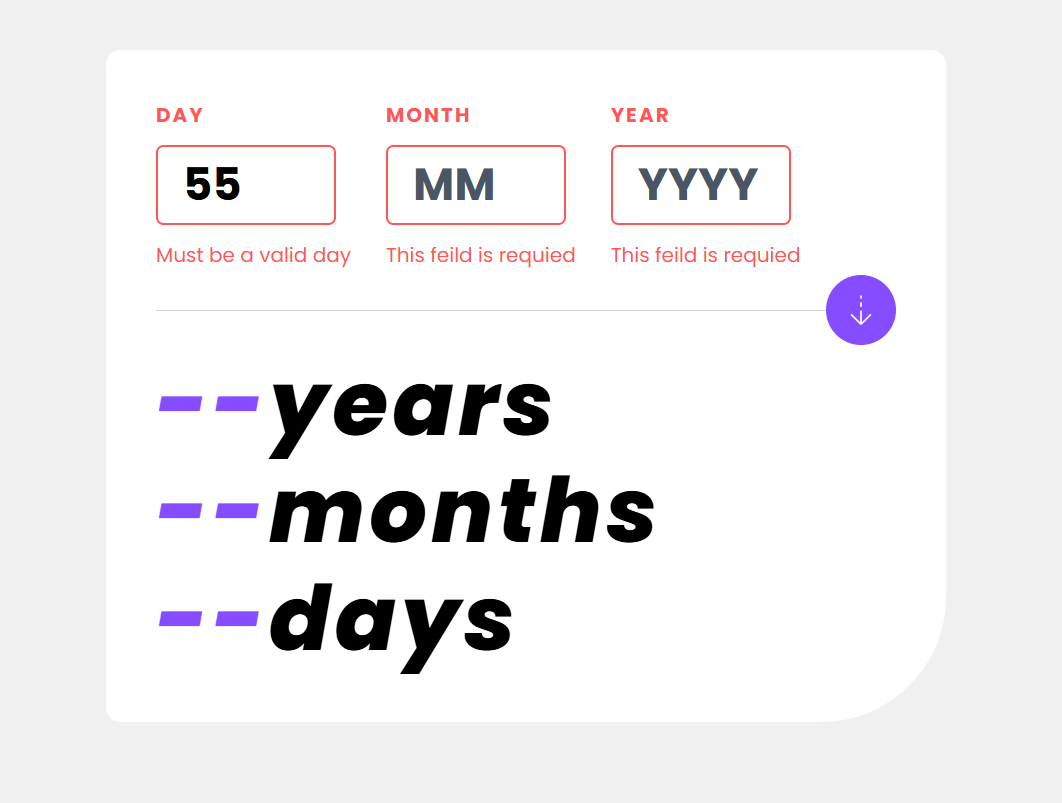 DAY MONTH YEAR
55 MM YYYY
Must be a valid day This feild is requied This feild is requied
--years
--months
--days